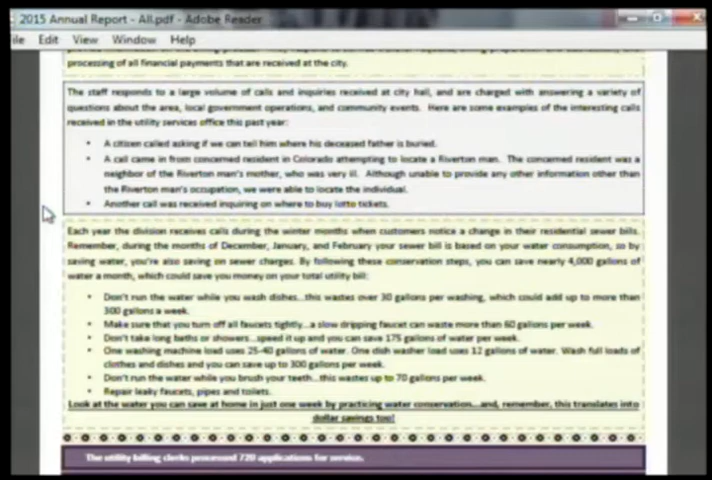 2015 Annual Report - All.pdf - Adobe Reader
ile Edit View Window Help
processing of all financial payments that are received at the city.
The staff responds to a large volume of calls and inquiries received at city hall, and are charged with answering a variety of
questions about the area, local government operations, and community events. Here are some examples of the interesting calls
received in the utility services office this past year:
• A citizen called asking if we can tell him where his deceased father is buried.
• A call came in from concerned resident in Colorado attempting to locate a Riverton man. The concerned resident was a
neighbor of the Riverton man's mother, who was very ill. Although unable to provide any other information other than
the Riverton man's occupation, we were able to locate the individual.
• Another call was received inquiring on where to buy lotto tickets.
Each year the division receives calls during the winter months when customers notice a change in their residential sewer bills.
Remember, during the months of December, January, and February your sewer bill is based on your water consumption, so by
saving water, you're also saving on sewer charges. By following these conservation steps, you can save nearly 4,000 gallons of
water a month, which could save you money on your total utility bill:
• Don't run the water while you wash dishes...this wastes over 30 gallons per washing, which could add up to more than
300 gallons a week.
• Make sure that you turn off all faucets tightly...a slow dripping faucet can waste more than 60 gallons per week.
• Don't take long baths or showers...speed it up and you can save 175 gallons of water per week.
• One washing machine load uses 25-40 gallons of water. One dish washer load uses 12 gallons of water. Wash full loads of
clothes and dishes and you can save up to 300 gallons per week.
• Don't run the water while you brush your teeth...this wastes up to 70 gallons per week.
• Repair leaky faucets, pipes and toilets.
Look at the water you can save at home in just one week by practicing water conservation...and, remember, this translates into
dollar savings too!
The utility billing clerks processed 720 applications for service.